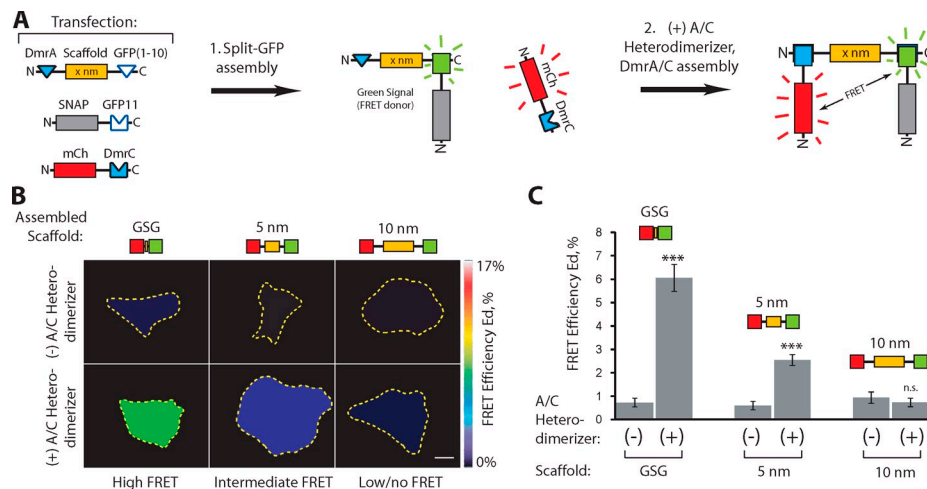 A
Transfection:
DmrA Scaffold GFP(1-10)
N x nm C
SNAP GFP11
N C
mCh DmrC
N C
1. Split-GFP
assembly
N x nm C
Green Signal
(FRET donor)
N
mCh
DmrC
N
2. (+) A/C
Heterodimerizer,
DmrA/C assembly
N x nm C
FRET
N
N
B
Assembled
Scaffold:
GSG 5 nm 10 nm
(-) A/C Hetero-
dimerizer
(+) A/C Hetero-
dimerizer
High FRET Intermediate FRET Low/no FRET
17%
FRET Efficiency Ed, %
0%
C
FRET Efficiency Ed, %
8
7
6
5
4
3
2
1
0
GSG
***
5 nm
***
10 nm
n.s.
A/C
Hetero-
dimerizer:
(-) (+) (-) (+) (-) (+)
Scaffold: GSG 5 nm 10 nm